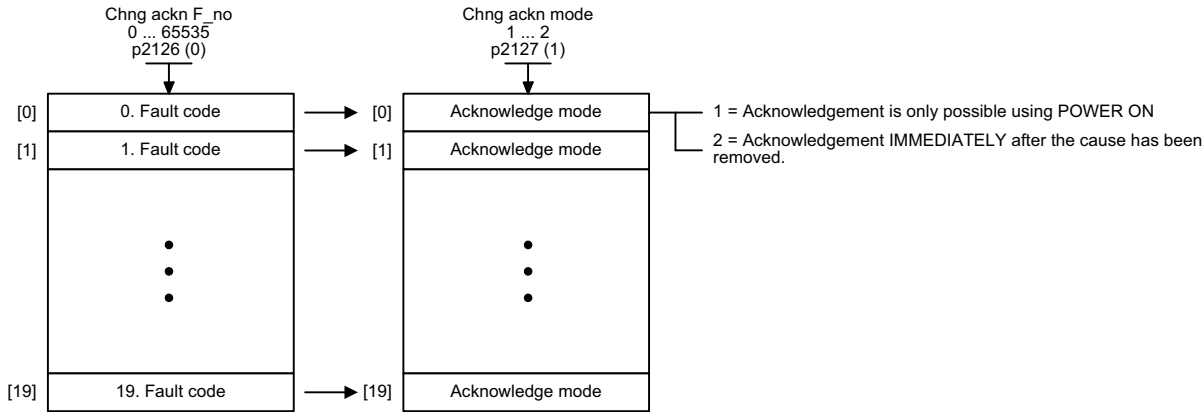 Chng ackn F_no
0 ... 65535
p2126 (0)
Chng ackn mode
1 ... 2
p2127 (1)
[0]
0. Fault code
[0]
Acknowledge mode
1 = Acknowledgement is only possible using POWER ON
[1]
1. Fault code
[1]
Acknowledge mode
2 = Acknowledgement IMMEDIATELY after the cause has been
removed.
[19]
19. Fault code
[19]
Acknowledge mode